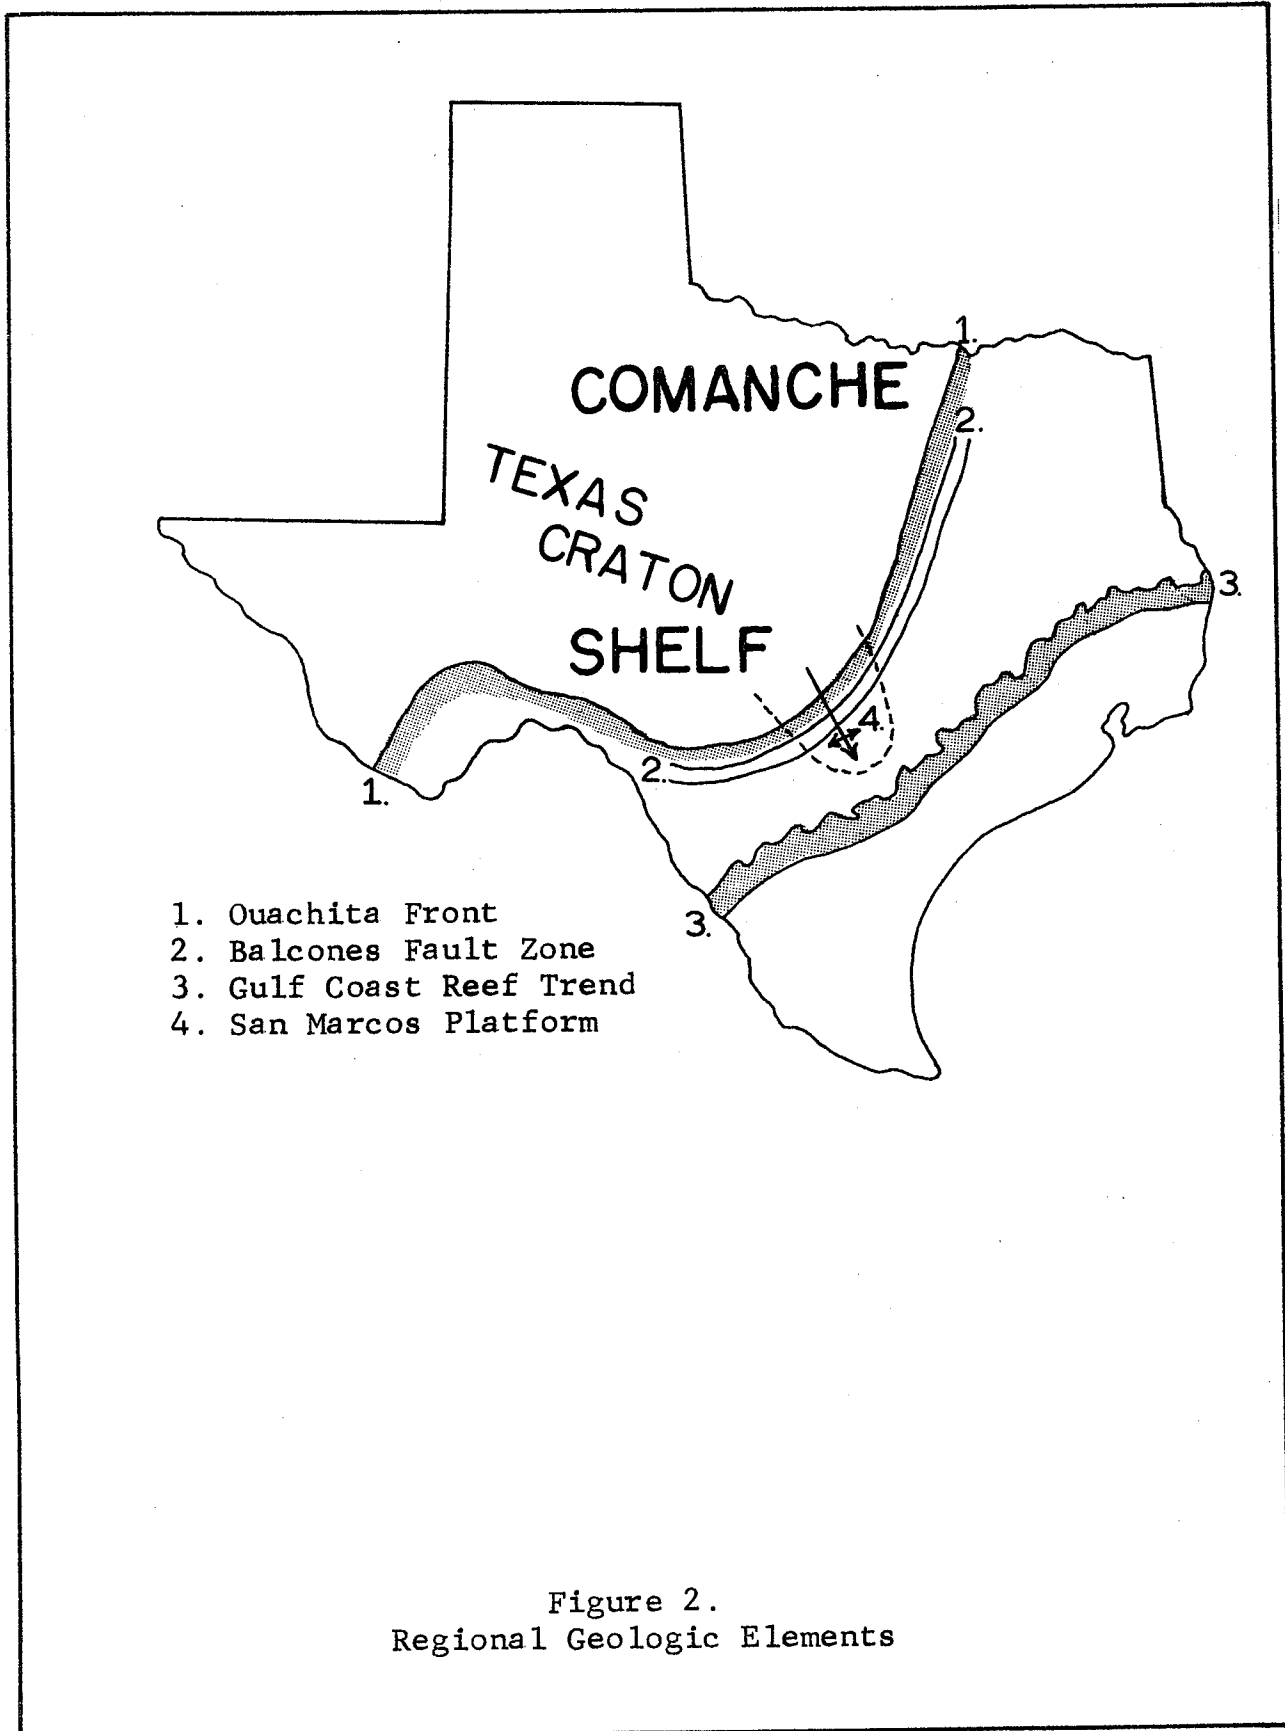 1.
COMANCHE
2.
TEXAS
CRATON
3.
SHELF
4.
2.
1.
3.
1. Ouachita Front
2. Balcones Fault Zone
3. Gulf Coast Reef Trend
4. San Marcos Platform
Figure 2.
Regional Geologic Elements